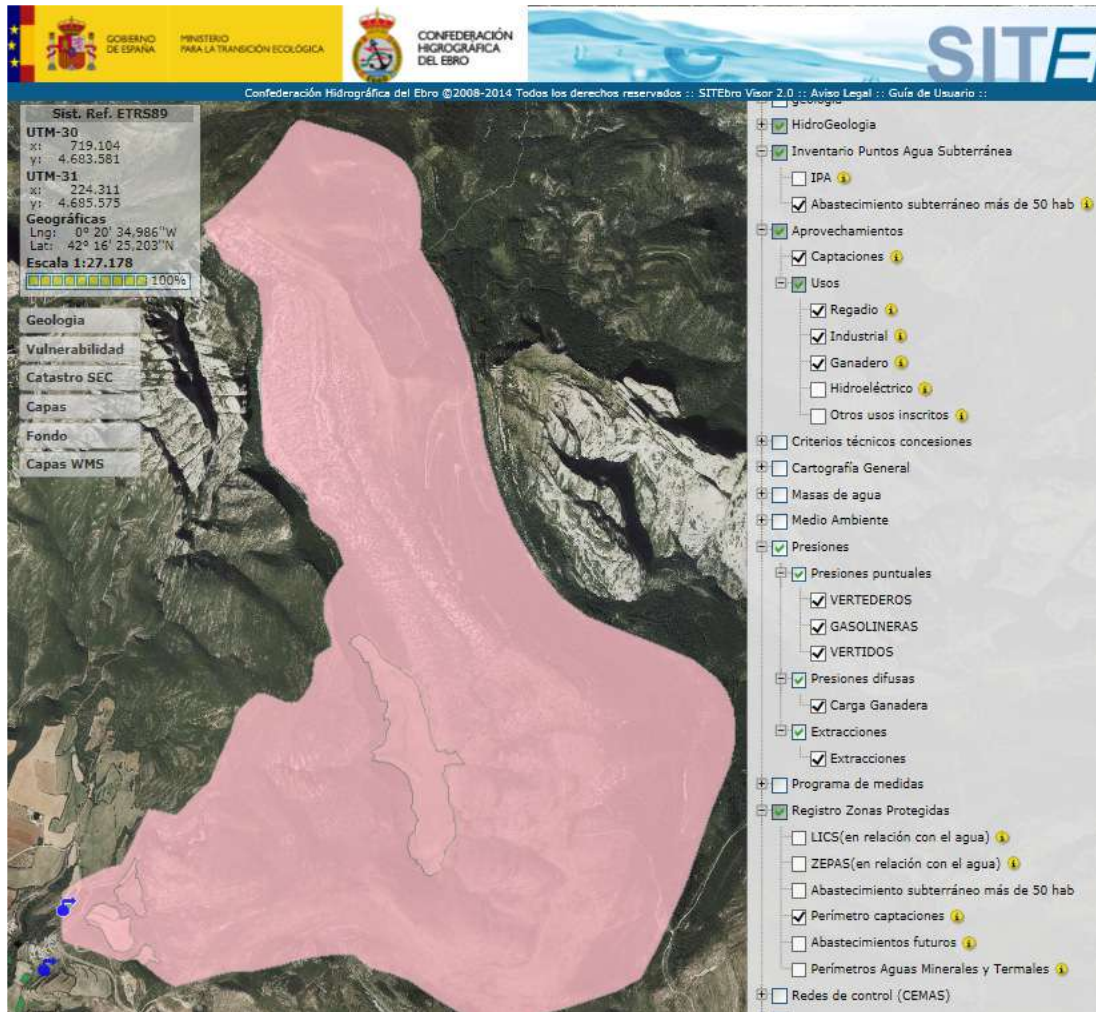 GOBIERNO
DE ESPAÑA
MINISTERIO
PARA LA TRANSICIÓN ECOLÓGICA
CONFEDERACIÓN
HIGROGRÁFICA
DEL EBRO
SITE
Confederación Hidrográfica del Ebro ©2008-2014 Todos los derechos reservados :: SITEbro Visor 2.0 :: Aviso Legal :: Guía de Usuario ::
Sist. Ref. ETRS89
UTM-30
x: 719.104
y: 4.683.581
UTM-31
x: 224.311
y: 4.685.575
Geográficas
Lng: 0° 20' 34,986''W
Lat: 42° 16' 25,203''N
Escala 1:27.178
100%
Geologia
Vulnerabilidad
Catastro SEC
Capas
Fondo
Capas WMS
geologia
HidroGeologia
Inventario Puntos Agua Subterránea
IPA
Abastecimiento subterráneo más de 50 hab
Aprovechamientos
Captaciones
Usos
Regadio
Industrial
Ganadero
Hidroeléctrico
Otros usos inscritos
Criterios técnicos concesiones
Cartografía General
Masas de agua
Medio Ambiente
Presiones
Presiones puntuales
VERTEDEROS
GASOLINERAS
VERTIDOS
Presiones difusas
Carga Ganadera
Extracciones
Extracciones
Programa de medidas
Registro Zonas Protegidas
LICS(en relación con el agua)
ZEPAS(en relación con el agua)
Abastecimiento subterráneo más de 50 hab
Perímetro captaciones
Abastecimientos futuros
Perímetros Aguas Minerales y Termales
Redes de control (CEMAS)